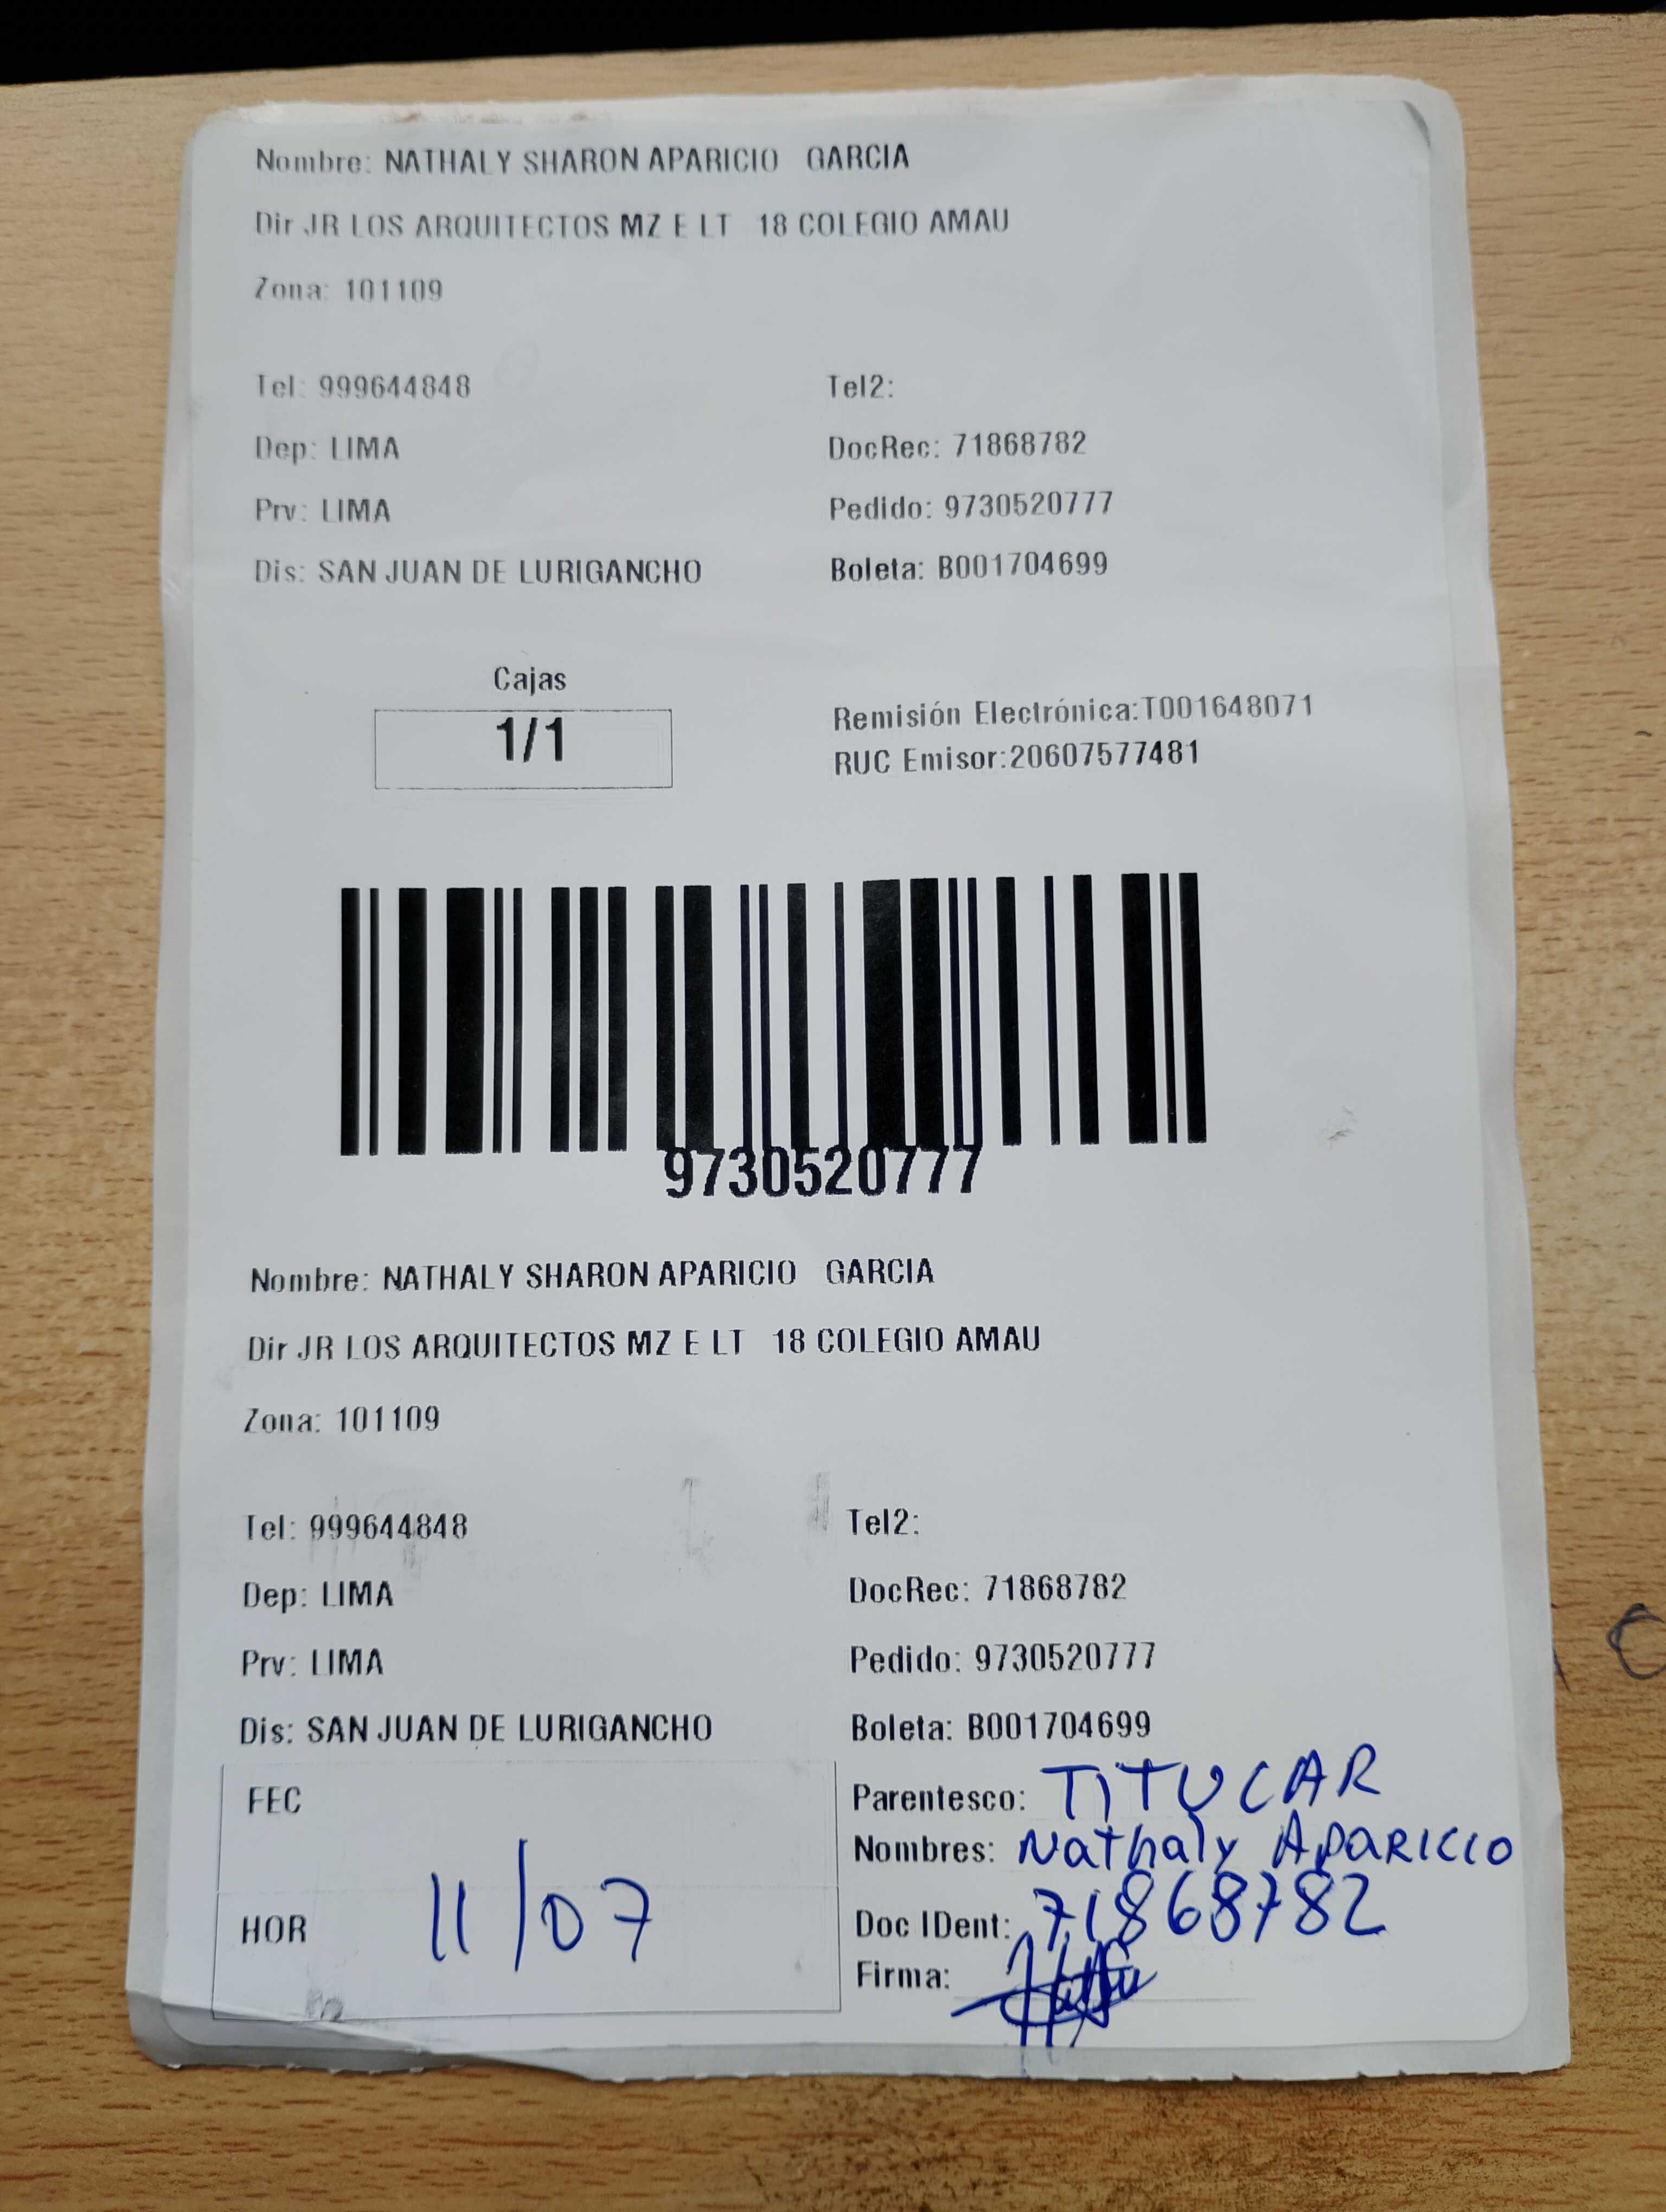 Nombre: NATHALY SHARON APARICIO GARCIA
Dir JR LOS ARQUITECTOS MZ E LT 18 COLEGIO AMAU
Zona: 101109
Tel: 999644848 Tel2:
Dep: LIMA DocRec: 71868782
Prv: LIMA Pedido: 9730520777
Dis: SAN JUAN DE LURIGANCHO Boleta: B001704699
Cajas
1/1
Remisión Electrónica:T001648071
RUC Emisor:20607577481
9730520777
Nombre: NATHALY SHARON APARICIO GARCIA
Dir JR LOS ARQUITECTOS MZ E LT 18 COLEGIO AMAU
Zona: 101109
Tel: 999644848 Tel2:
Dep: LIMA DocRec: 71868782
Prv: LIMA Pedido: 9730520777
Dis: SAN JUAN DE LURIGANCHO Boleta: B001704699
FEC
HOR 11/07
Parentesco: TITUCAR
Nombres: Nathaly APARICIO
Doc IDent: 71868782
Firma: